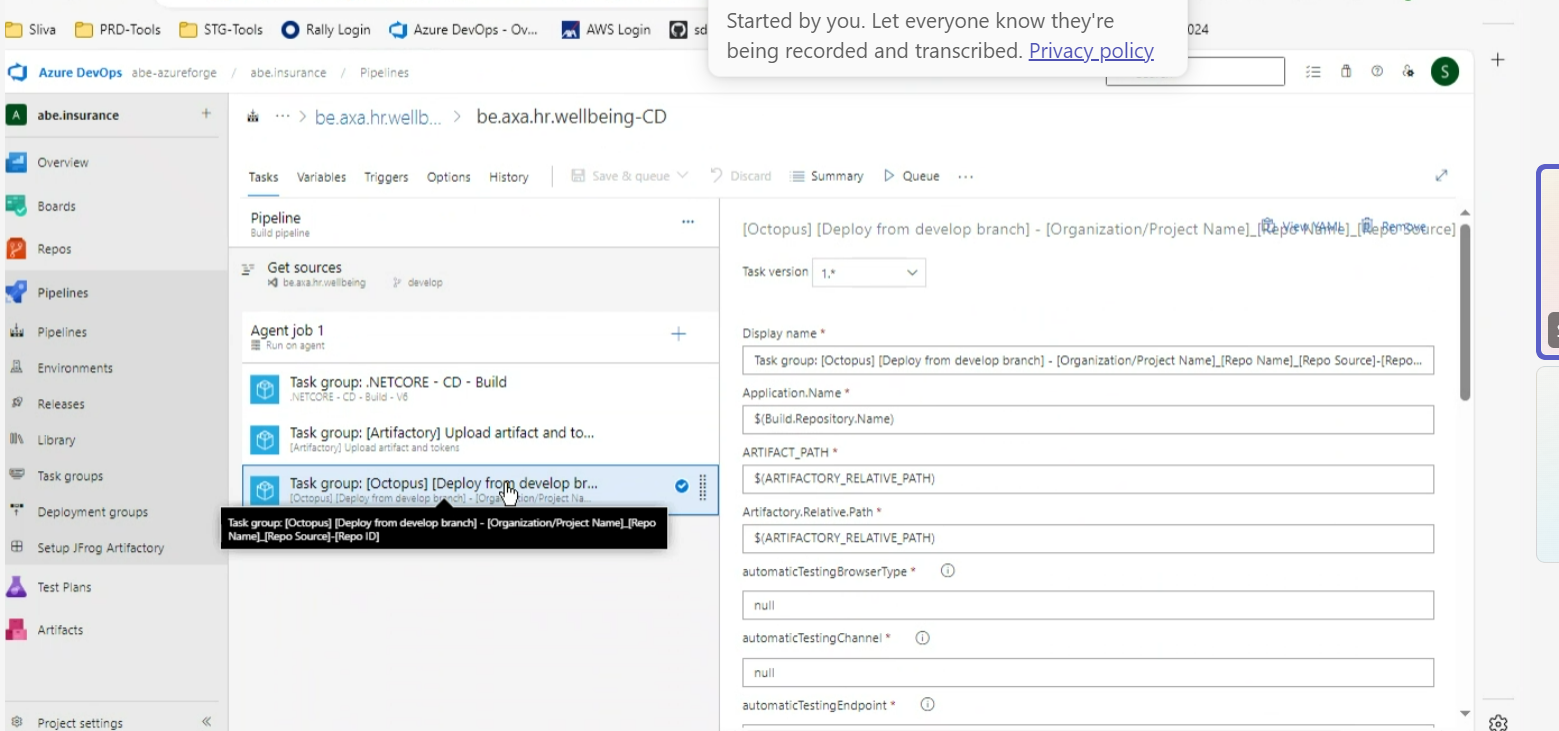 Started by you. Let everyone know they're
being recorded and transcribed. Privacy policy
Sliva PRD-Tools STG-Tools Rally Login Azure DevOps - Ov... AWS Login sd 024
Azure DevOps abe-azureforge / abe.insurance / Pipelines
S
A abe.insurance +
Overview
Boards
Repos
Pipelines
Pipelines
Environments
Releases
Library
Task groups
Deployment groups
Setup JFrog Artifactory
Test Plans
Artifacts
Project settings
... > be.axa.hr.wellb... > be.axa.hr.wellbeing-CD
Tasks Variables Triggers Options History Save & queue Discard Summary Queue ...
Pipeline ...
Build pipeline
Get sources
be.axa.hr.wellbeing develop
Agent job 1 +
Run on agent
Task group: .NETCORE - CD - Build
.NETCORE - CD - Build - V6
Task group: [Artifactory] Upload artifact and to...
[Artifactory] Upload artifact and tokens
Task group: [Octopus] [Deploy from develop br...
[Octopus] [Deploy from develop branch] - [Organization/Project Na...
Task group: [Octopus] [Deploy from develop branch] - [Organization/Project Name]_[Repo
Name]_[Repo Source]-[Repo ID]
[Octopus] [Deploy from develop branch] - [Organization/Project Name]_[Repo Name]_[Repo Source]
View YAML Remove
Task version 1.*
Display name *
Task group: [Octopus] [Deploy from develop branch] - [Organization/Project Name]_[Repo Name]_[Repo Source]-[Repo...
Application.Name *
$(Build.Repository.Name)
ARTIFACT_PATH *
$(ARTIFACTORY_RELATIVE_PATH)
Artifactory.Relative.Path *
$(ARTIFACTORY_RELATIVE_PATH)
automaticTestingBrowserType *
null
automaticTestingChannel *
null
automaticTestingEndpoint *